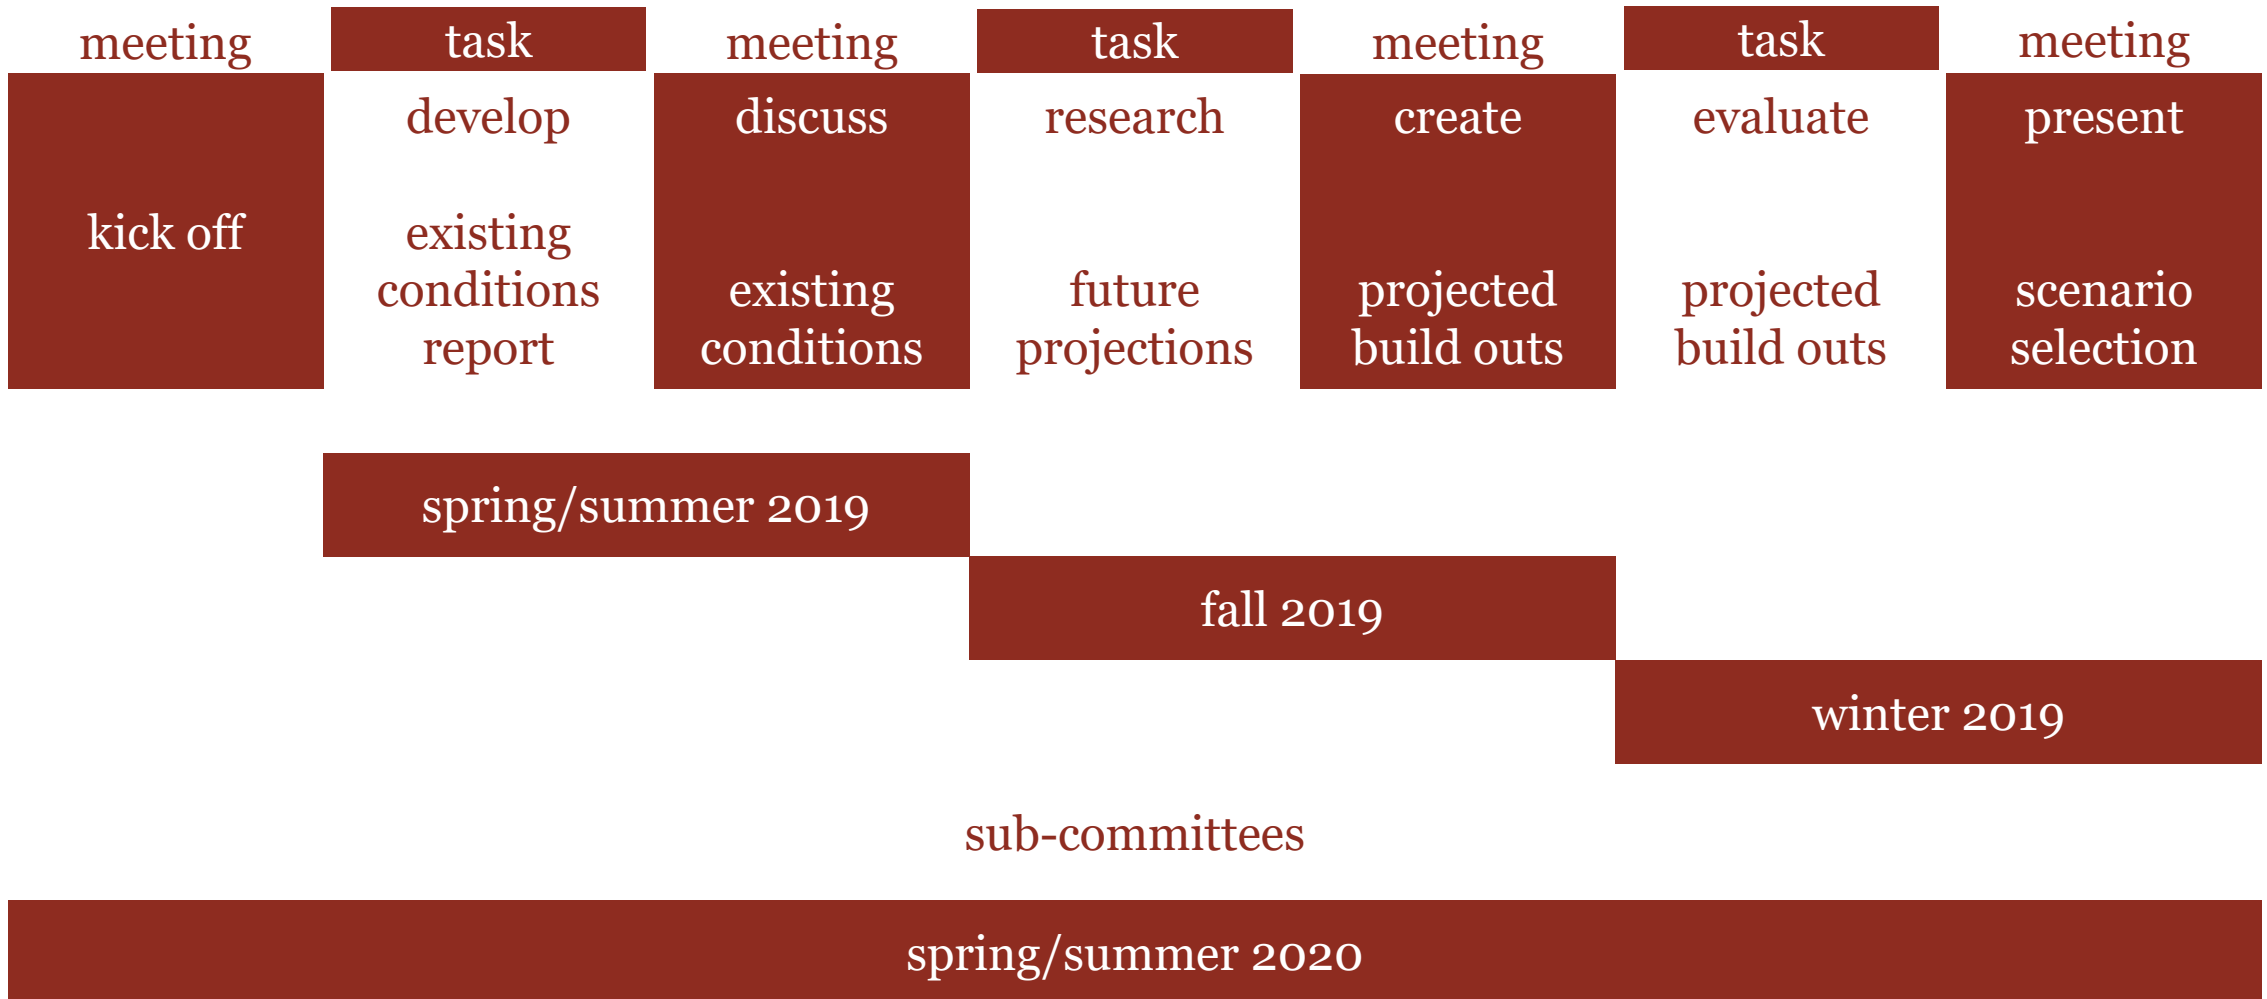 meeting
task
meeting
task
meeting
task
meeting
kick off
develop
existing
conditions
report
discuss
existing
conditions
research
future
projections
create
projected
build outs
evaluate
projected
build outs
present
scenario
selection
spring/summer 2019
fall 2019
winter 2019
sub-committees
spring/summer 2020